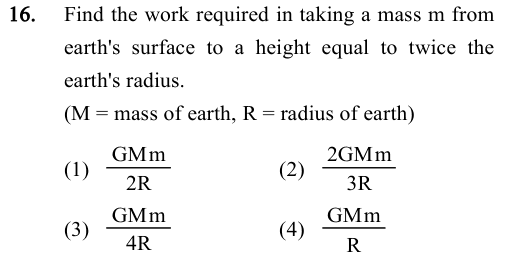 16. Find the work required in taking a mass m from
earth's surface to a height equal to twice the
earth's radius.
(M = mass of earth, R = radius of earth)
(1) GMm/2R (2) 2GMm/3R
(3) GMm/4R (4) GMm/R